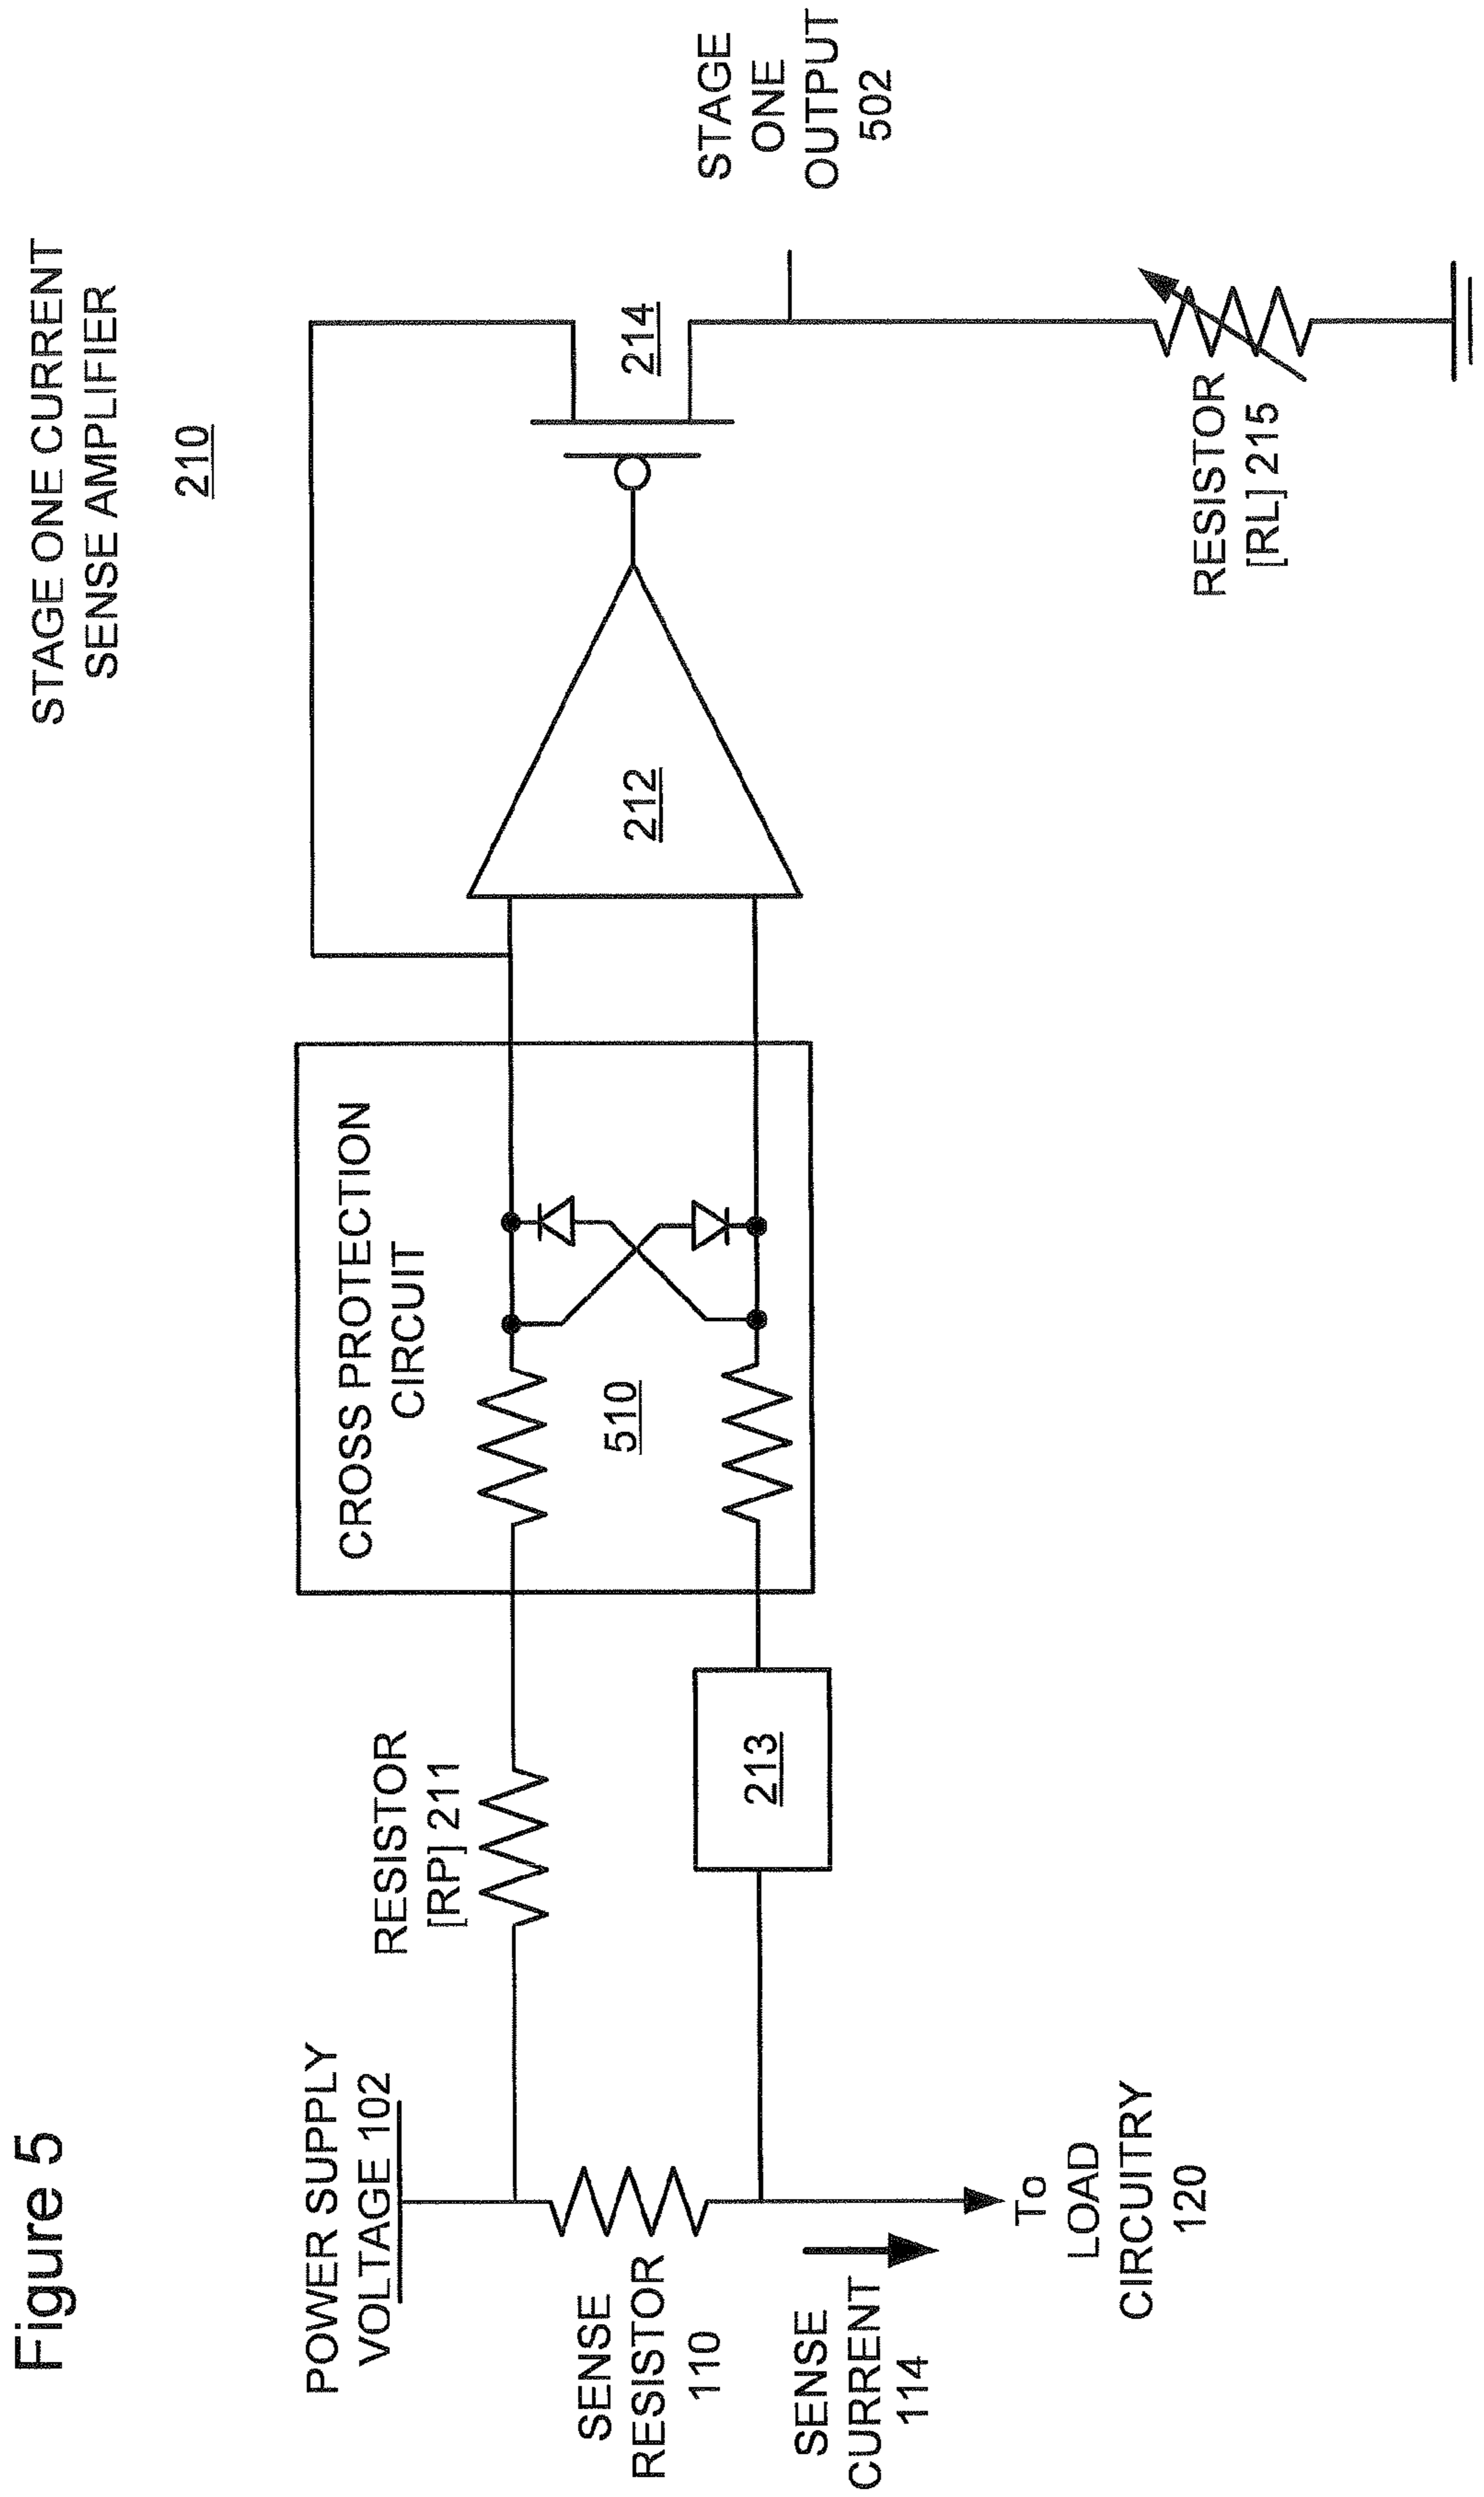 Figure 5
STAGE ONE CURRENT
SENSE AMPLIFIER
210
POWER SUPPLY
VOLTAGE 102
RESISTOR
[RP] 211
CROSS PROTECTION
CIRCUIT
510
212
214
STAGE
ONE
OUTPUT
502
SENSE
RESISTOR
110
213
SENSE
CURRENT
114
To
LOAD
CIRCUITRY
120
RESISTOR
[RL] 215